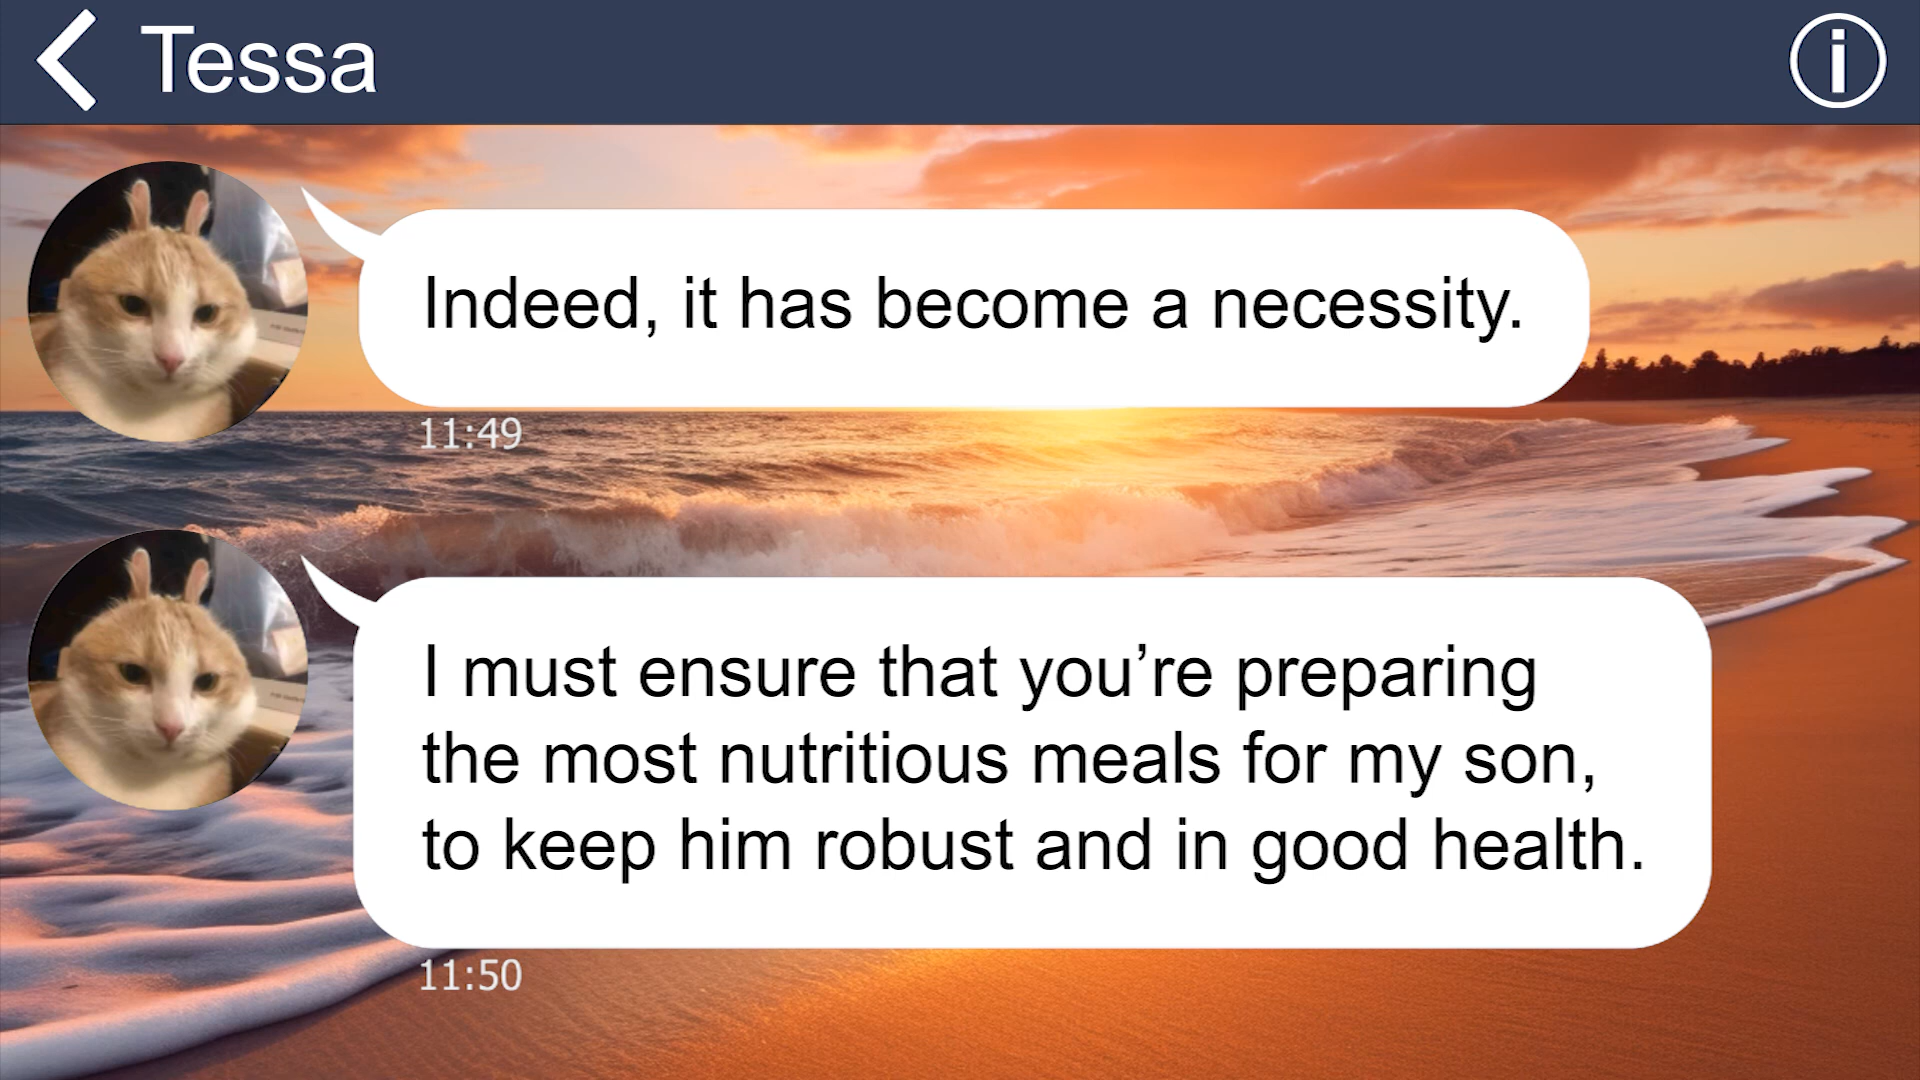 Tessa
Indeed, it has become a necessity.
11:49
I must ensure that you’re preparing
the most nutritious meals for my son,
to keep him robust and in good health.
11:50